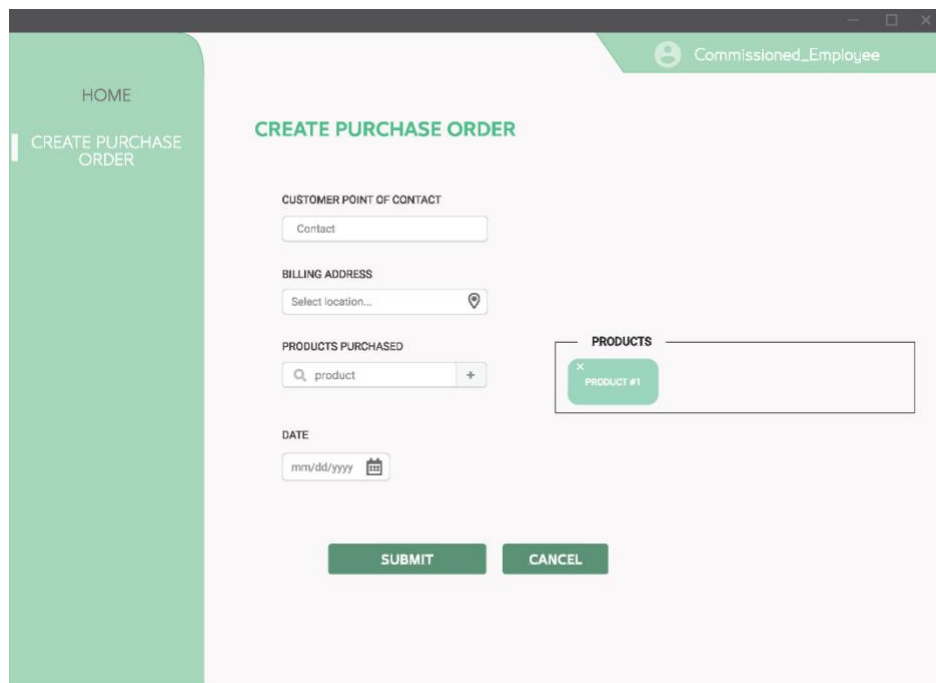 Commissioned_Employee
HOME
CREATE PURCHASE
ORDER
CREATE PURCHASE ORDER
CUSTOMER POINT OF CONTACT
Contact
BILLING ADDRESS
Select location...
PRODUCTS PURCHASED
product
+
PRODUCTS
PRODUCT #1
DATE
mm/dd/yyyy
SUBMIT
CANCEL